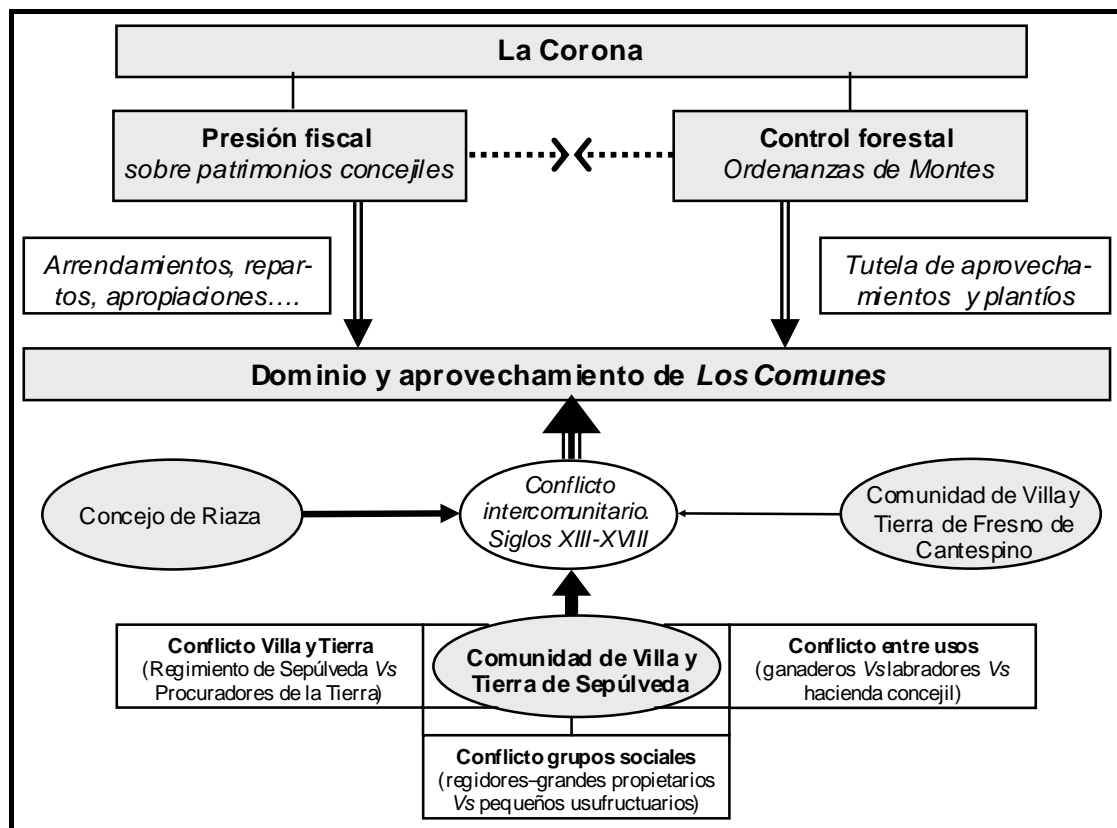 La Corona
Presión fiscal
sobre patrimonios concejiles
Control forestal
Ordenanzas de Montes
Arrendamientos, repar-
tos, apropiaciones….
Tutela de aprovecha-
mientos y plantíos
Dominio y aprovechamiento de Los Comunes
Concejo de Riaza
Conflicto
intercomunitario.
Siglos XIII-XVIII
Comunidad de Villa y
Tierra de Fresno de
Cantespino
Conflicto Villa y Tierra
(Regimiento de Sepúlveda Vs
Procuradores de la Tierra)
Comunidad de Villa y
Tierra de Sepúlveda
Conflicto entre usos
(ganaderos Vs labradores Vs
hacienda concejil)
Conflicto grupos sociales
(regidores–grandes propietarios
Vs pequeños usufructuarios)